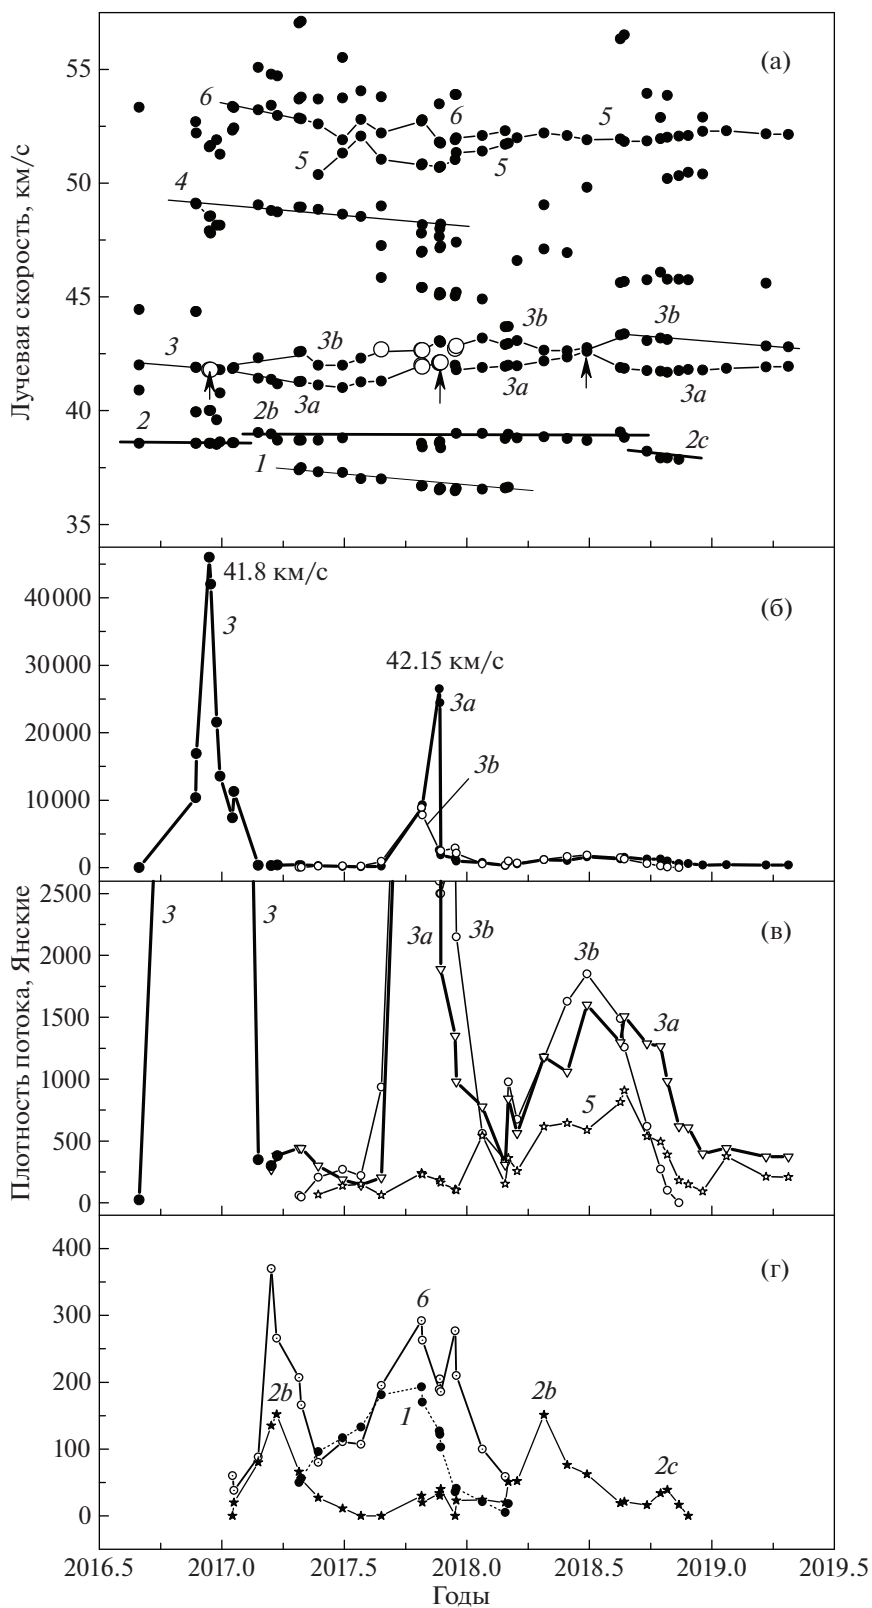 (а)
Лучевая скорость, км/с
55
50
45
40
35
6
5
6
5
5
4
3
3b
3a
3b
3a
3b
3a
2
2b
2c
1
(б)
41.8 км/с
3
42.15 км/с
3a
3b
40000
30000
20000
10000
0
(в)
Плотность потока, Янские
2500
2000
1500
1000
500
0
3
3
3a
3b
3b
3a
5
(г)
400
300
200
100
0
2b
6
1
2b
2c
2016.5
2017.0
2017.5
2018.0
2018.5
2019.0
2019.5
Годы